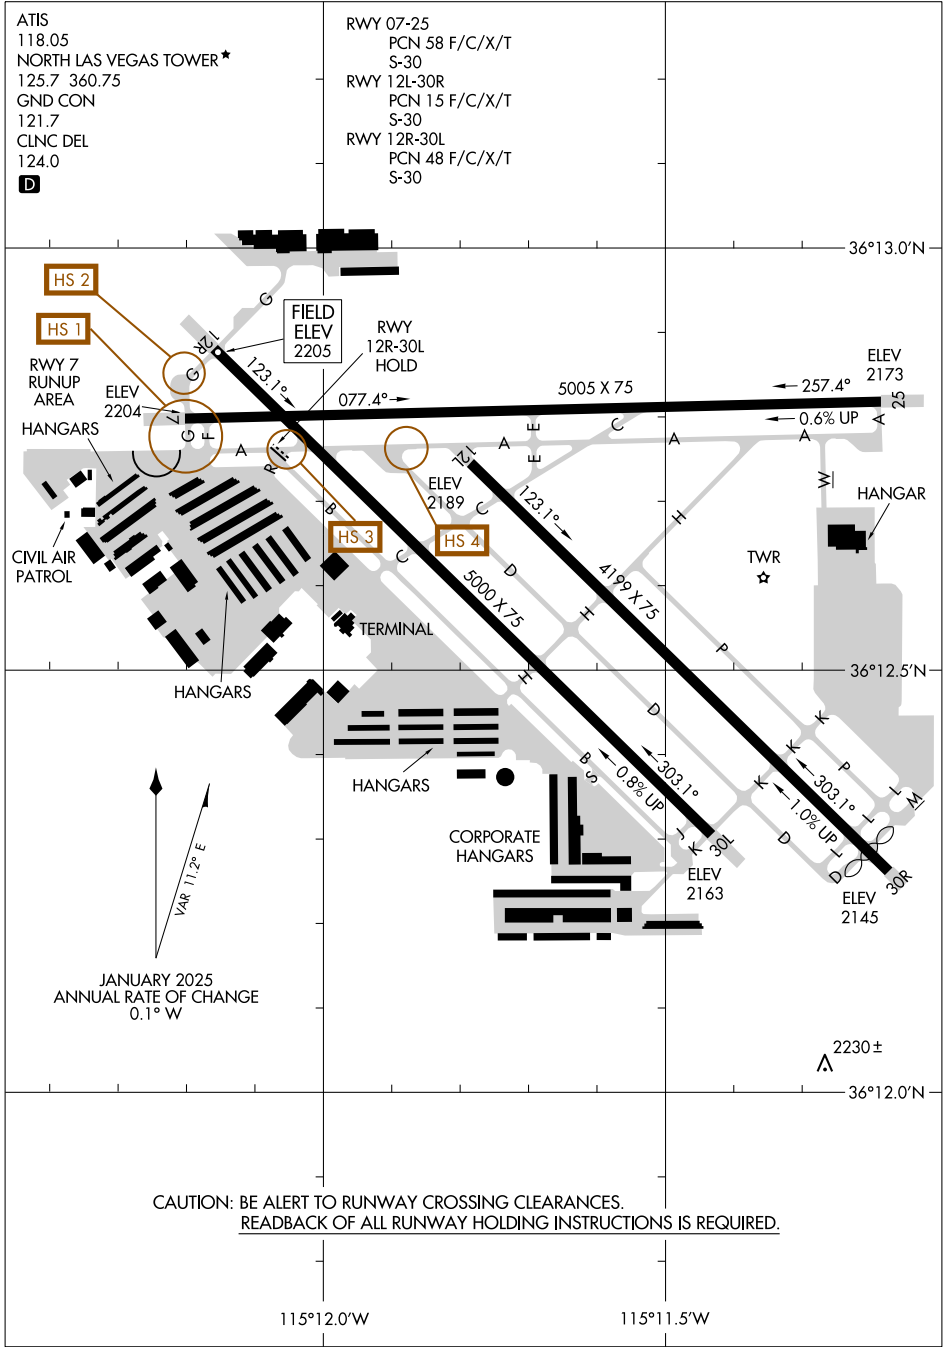 ATIS
118.05
NORTH LAS VEGAS TOWER★
125.7 360.75
GND CON
121.7
CLNC DEL
124.0
D
RWY 07-25
PCN 58 F/C/X/T
S-30
RWY 12L-30R
PCN 15 F/C/X/T
S-30
RWY 12R-30L
PCN 48 F/C/X/T
S-30
36°13.0'N
HS 2
G
HS 1
FIELD
ELEV
2205
RWY
12R-30L
HOLD
12R
RWY 7
RUNUP
AREA
G
123.1°
ELEV
2173
5005 X 75
257.4°
077.4°
ELEV
2204
7
25
0.6% UP
HANGARS
G
F
A
R
A
E
E
C
A
A
A
12L
ELEV
2189
W
HANGAR
B
C
123.1°
H
HS 3
HS 4
CIVIL AIR
PATROL
C
D
TWR
5000 X 75
4199 X 75
H
TERMINAL
P
36°12.5'N
HANGARS
H
D
K
K
P
HANGARS
B
S
303.1°
0.8% UP
K
303.1°
1.0% UP
L
M
L
CORPORATE
HANGARS
J
K
30L
D
L
D
30R
ELEV
2163
ELEV
2145
VAR 11.2° E
JANUARY 2025
ANNUAL RATE OF CHANGE
0.1° W
2230±
36°12.0'N
CAUTION: BE ALERT TO RUNWAY CROSSING CLEARANCES.
READBACK OF ALL RUNWAY HOLDING INSTRUCTIONS IS REQUIRED.
115°12.0'W
115°11.5'W